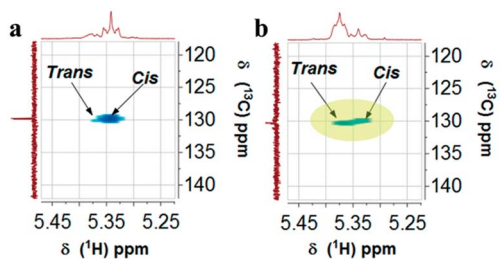 a
b
Trans
Cis
120
125
130
135
140
δ (¹³C) ppm
5.45 5.35 5.25
δ (¹H) ppm
Trans
Cis
120
125
130
135
140
δ (¹³C) ppm
5.45 5.35 5.25
δ (¹H) ppm